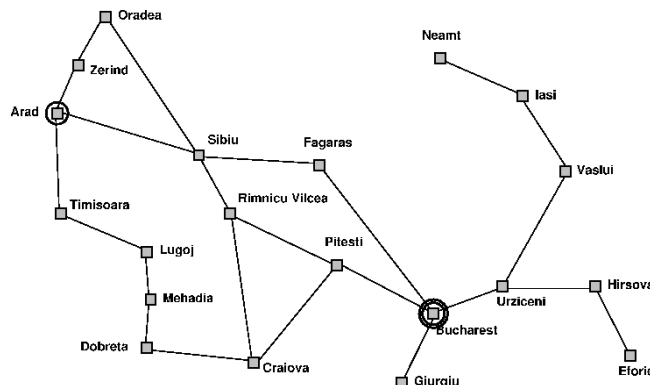 Oradea
Neamt
Zerind
Iasi
Arad
Sibiu
Fagaras
Vaslui
Rimnicu Vilcea
Timisoara
Pitesti
Lugoj
Hirsova
Mehadia
Urziceni
Bucharest
Dobreta
Craiova
Eforie
Giurgiu